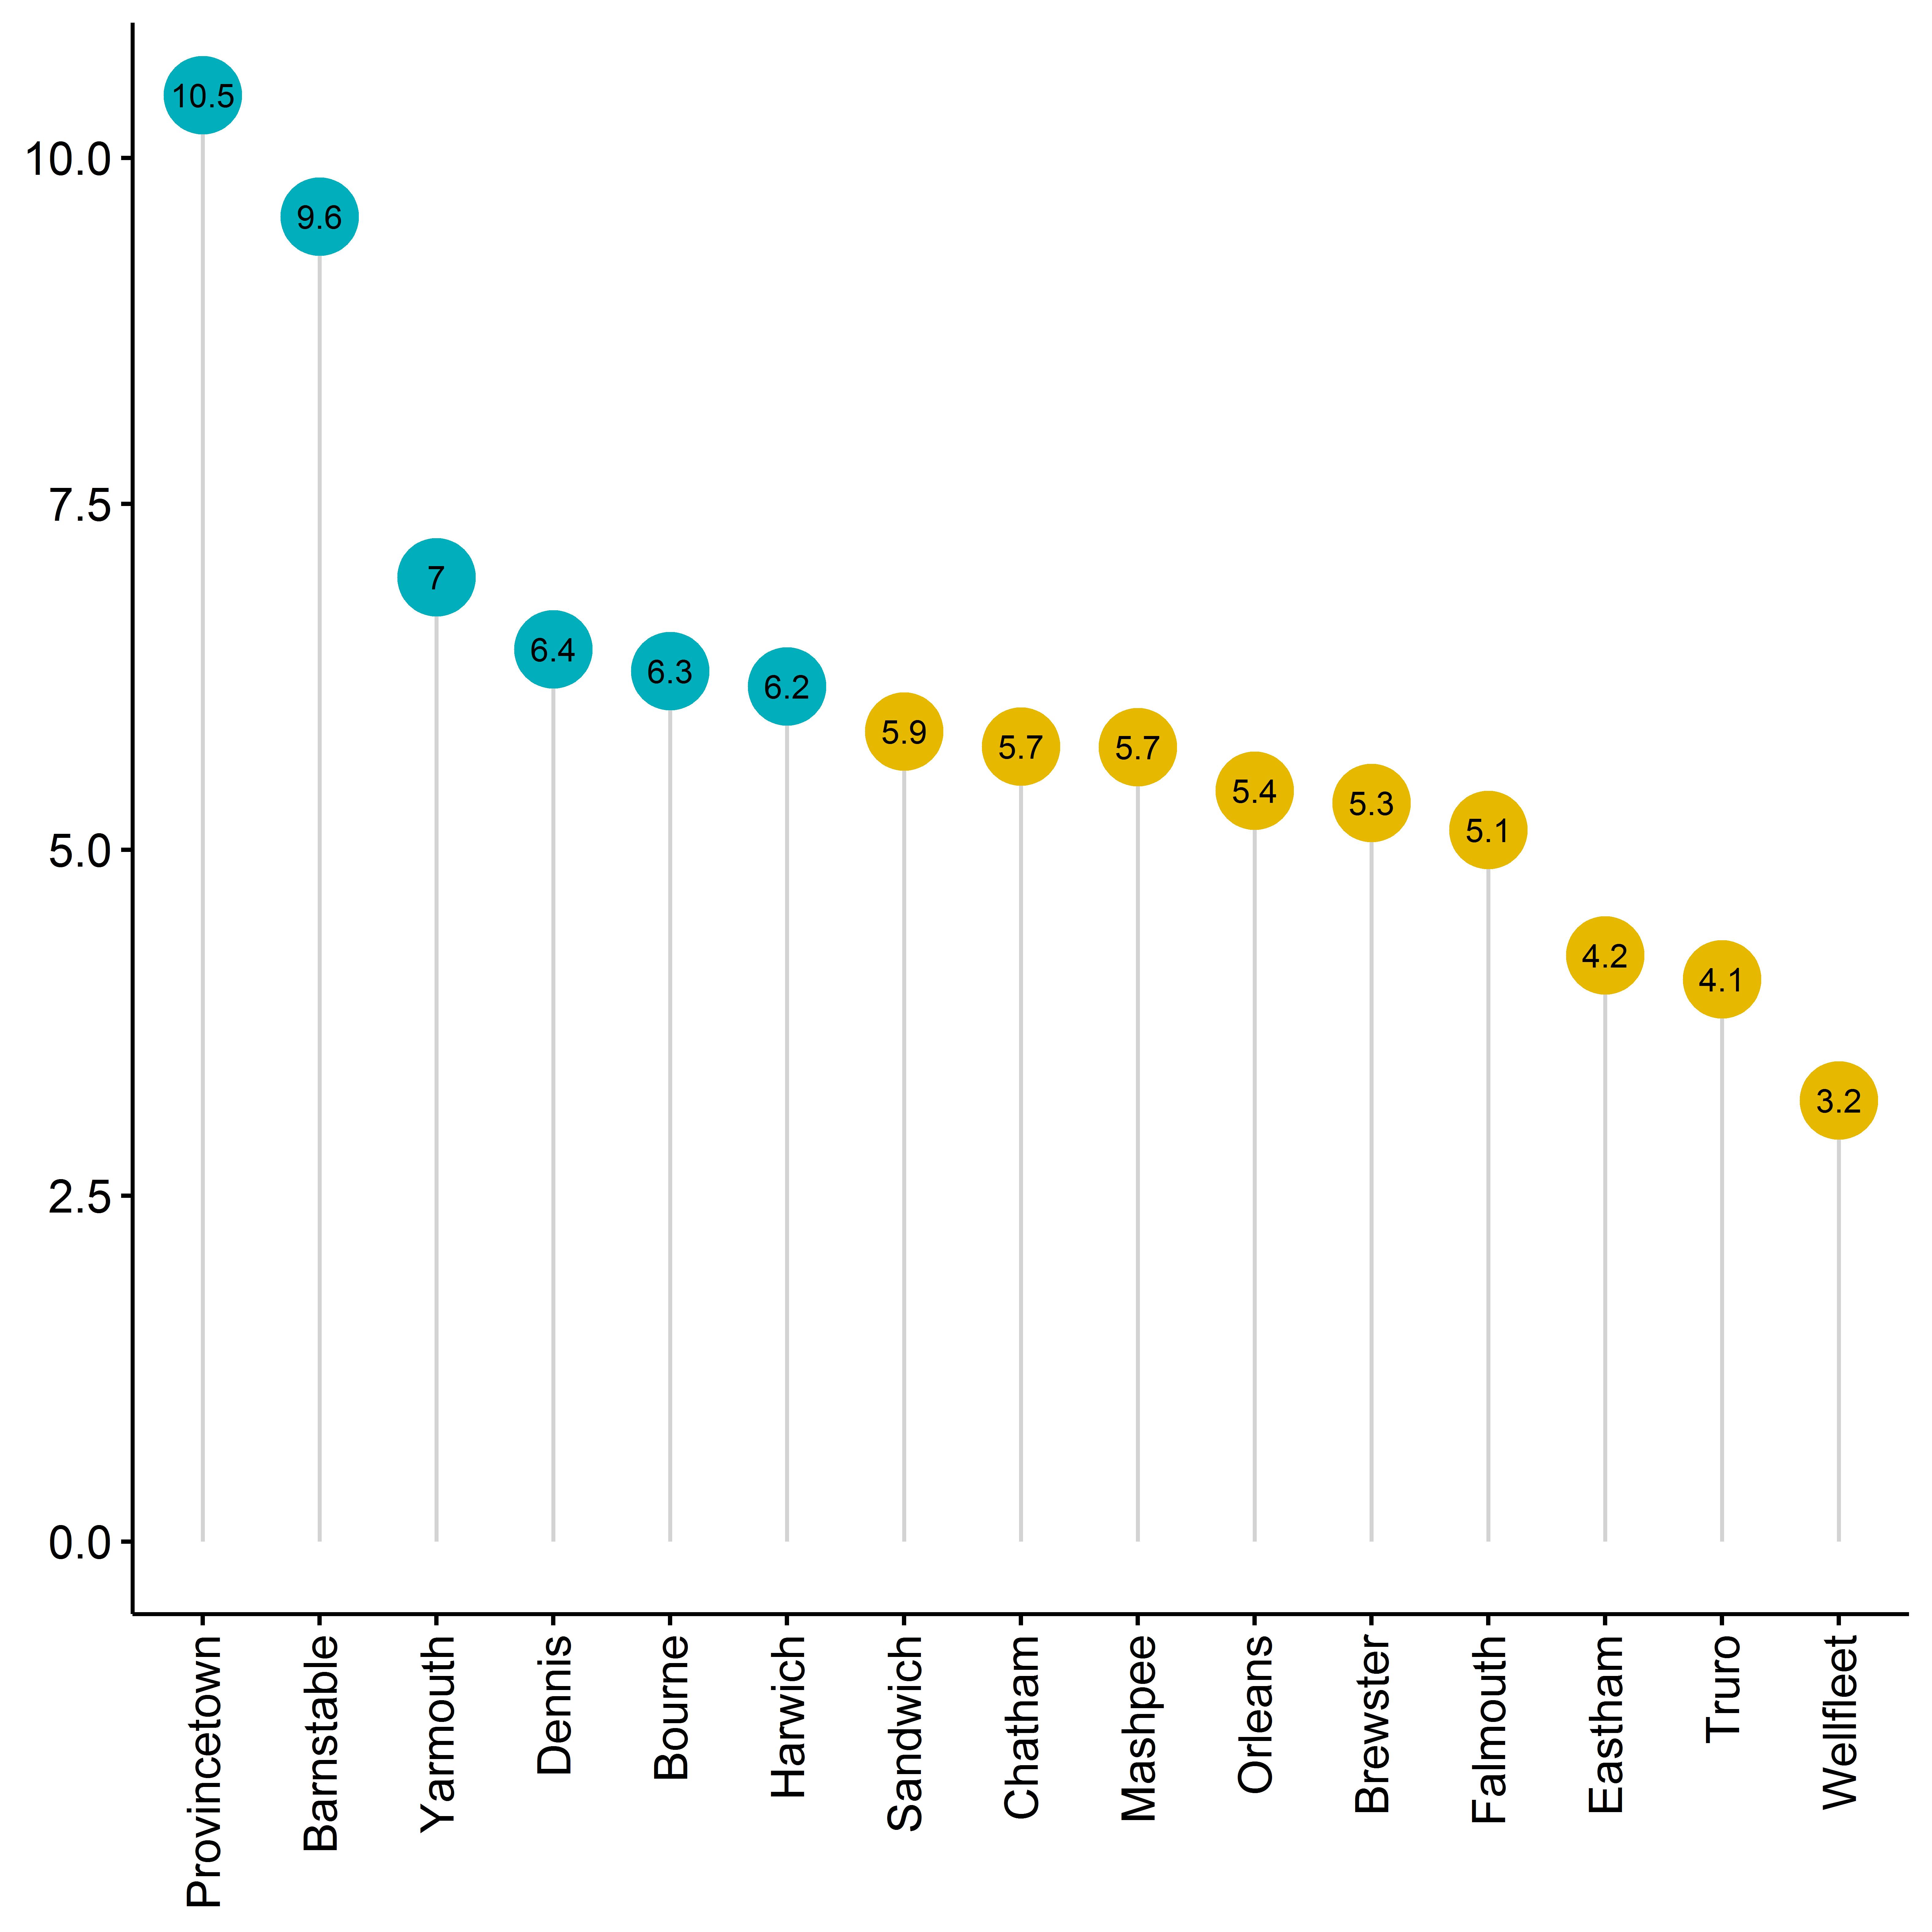 10.0
7.5
5.0
2.5
0.0
10.5
9.6
7
6.4
6.3
6.2
5.9
5.7
5.7
5.4
5.3
5.1
4.2
4.1
3.2
Provincetown
Barnstable
Yarmouth
Dennis
Bourne
Harwich
Sandwich
Chatham
Mashpee
Orleans
Brewster
Falmouth
Eastham
Truro
Wellfleet